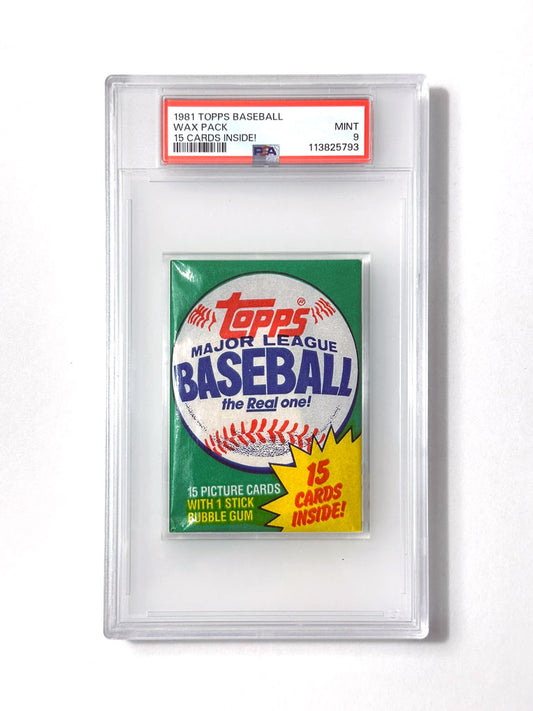 1981 TOPPS BASEBALL
WAX PACK MINT
15 CARDS INSIDE! 9
PSA 113825793
Topps ®
MAJOR LEAGUE
BASEBALL
the Real one!
15
CARDS
INSIDE!
15 PICTURE CARDS
WITH 1 STICK
BUBBLE GUM